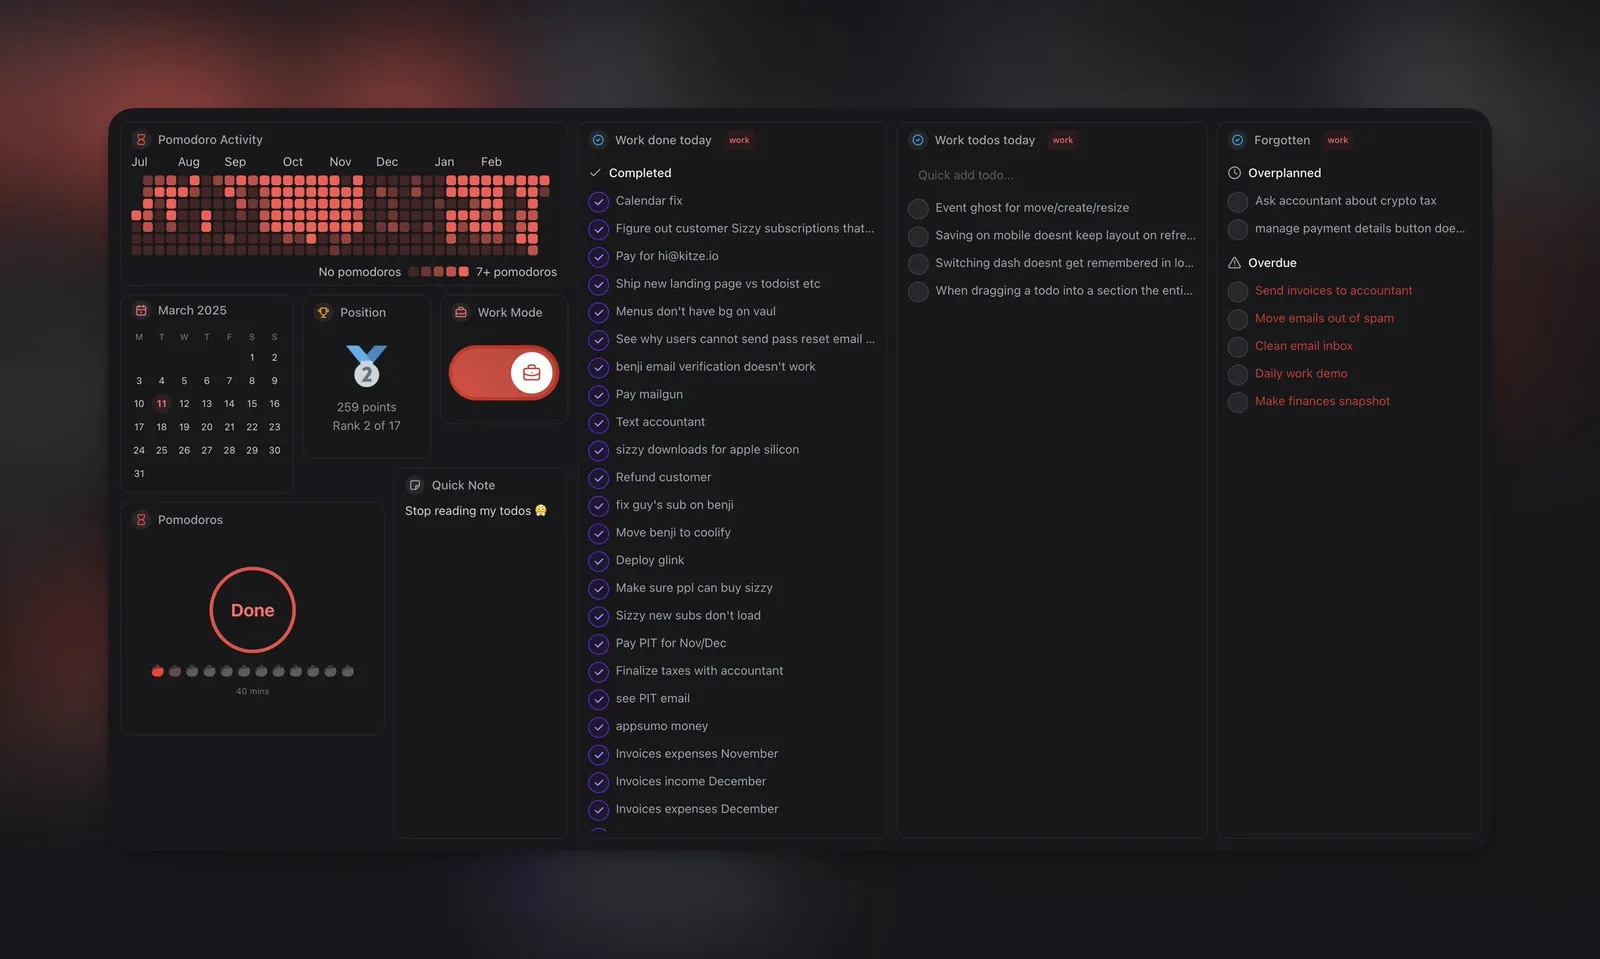 Pomodoro Activity
Jul Aug Sep Oct Nov Dec Jan Feb
No pomodoros 7+ pomodoros
March 2025
M T W T F S S
1 2
3 4 5 6 7 8 9
10 11 12 13 14 15 16
17 18 19 20 21 22 23
24 25 26 27 28 29 30
31
Position
2
259 points
Rank 2 of 17
Work Mode
Pomodoros
Done
40 mins
Quick Note
Stop reading my todos 😤
Work done today work
Completed
Calendar fix
Figure out customer Sizzy subscriptions that...
Pay for hi@kitze.io
Ship new landing page vs todoist etc
Menus don't have bg on vaul
See why users cannot send pass reset email ...
benji email verification doesn't work
Pay mailgun
Text accountant
sizzy downloads for apple silicon
Refund customer
fix guy's sub on benji
Move benji to coolify
Deploy glink
Make sure ppl can buy sizzy
Sizzy new subs don't load
Pay PIT for Nov/Dec
Finalize taxes with accountant
see PIT email
appsumo money
Invoices expenses November
Invoices income December
Invoices expenses December
Work todos today work
Quick add todo...
Event ghost for move/create/resize
Saving on mobile doesnt keep layout on refre...
Switching dash doesnt get remembered in lo...
When dragging a todo into a section the enti...
Forgotten work
Overplanned
Ask accountant about crypto tax
manage payment details button doe...
Overdue
Send invoices to accountant
Move emails out of spam
Clean email inbox
Daily work demo
Make finances snapshot